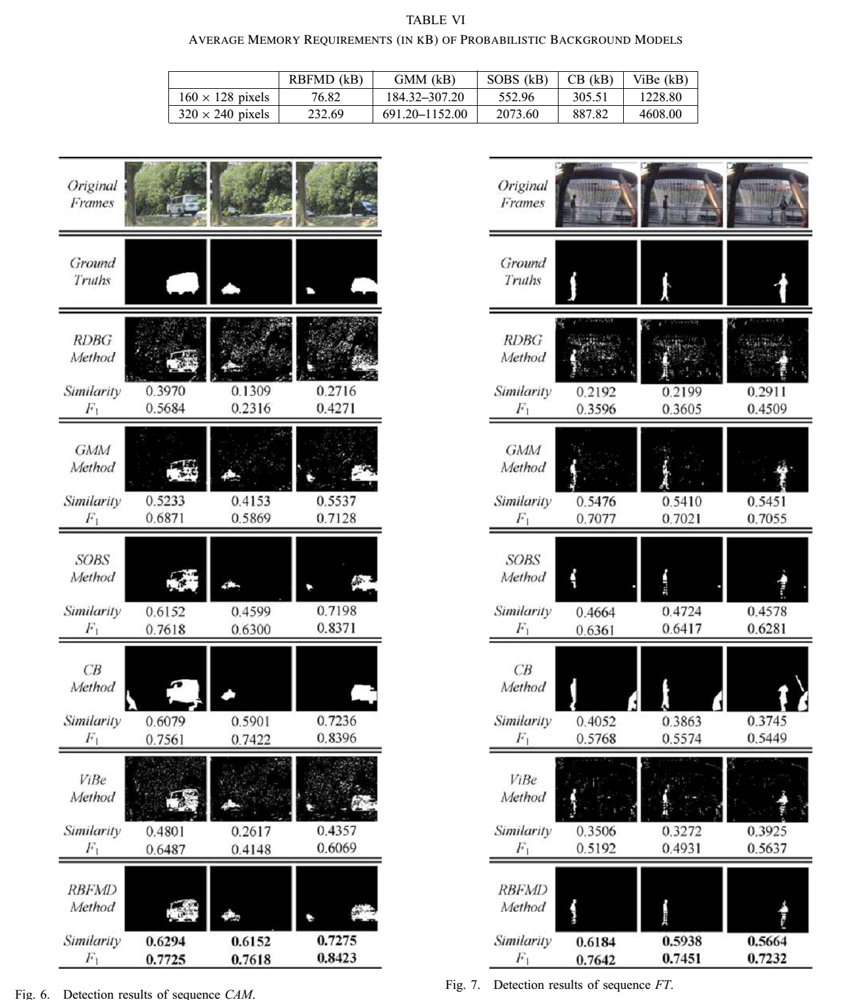 TABLE VI
AVERAGE MEMORY REQUIREMENTS (IN KB) OF PROBABILISTIC BACKGROUND MODELS
RBFMD (kB) GMM (kB) SOBS (kB) CB (kB) ViBe (kB)
160 × 128 pixels 76.82 184.32–307.20 552.96 305.51 1228.80
320 × 240 pixels 232.69 691.20–1152.00 2073.60 887.82 4608.00
Original
Frames
Ground
Truths
RDBG
Method
Similarity 0.3970 0.1309 0.2716
F1 0.5684 0.2316 0.4271
GMM
Method
Similarity 0.5233 0.4153 0.5537
F1 0.6871 0.5869 0.7128
SOBS
Method
Similarity 0.6152 0.4599 0.7198
F1 0.7618 0.6300 0.8371
CB
Method
Similarity 0.6079 0.5901 0.7236
F1 0.7561 0.7422 0.8396
ViBe
Method
Similarity 0.4801 0.2617 0.4357
F1 0.6487 0.4148 0.6069
RBFMD
Method
Similarity 0.6294 0.6152 0.7275
F1 0.7725 0.7618 0.8423
Fig. 6. Detection results of sequence CAM.
Original
Frames
Ground
Truths
RDBG
Method
Similarity 0.2192 0.2199 0.2911
F1 0.3596 0.3605 0.4509
GMM
Method
Similarity 0.5476 0.5410 0.5451
F1 0.7077 0.7021 0.7055
SOBS
Method
Similarity 0.4664 0.4724 0.4578
F1 0.6361 0.6417 0.6281
CB
Method
Similarity 0.4052 0.3863 0.3745
F1 0.5768 0.5574 0.5449
ViBe
Method
Similarity 0.3506 0.3272 0.3925
F1 0.5192 0.4931 0.5637
RBFMD
Method
Similarity 0.6184 0.5938 0.5664
F1 0.7642 0.7451 0.7232
Fig. 7. Detection results of sequence FT.